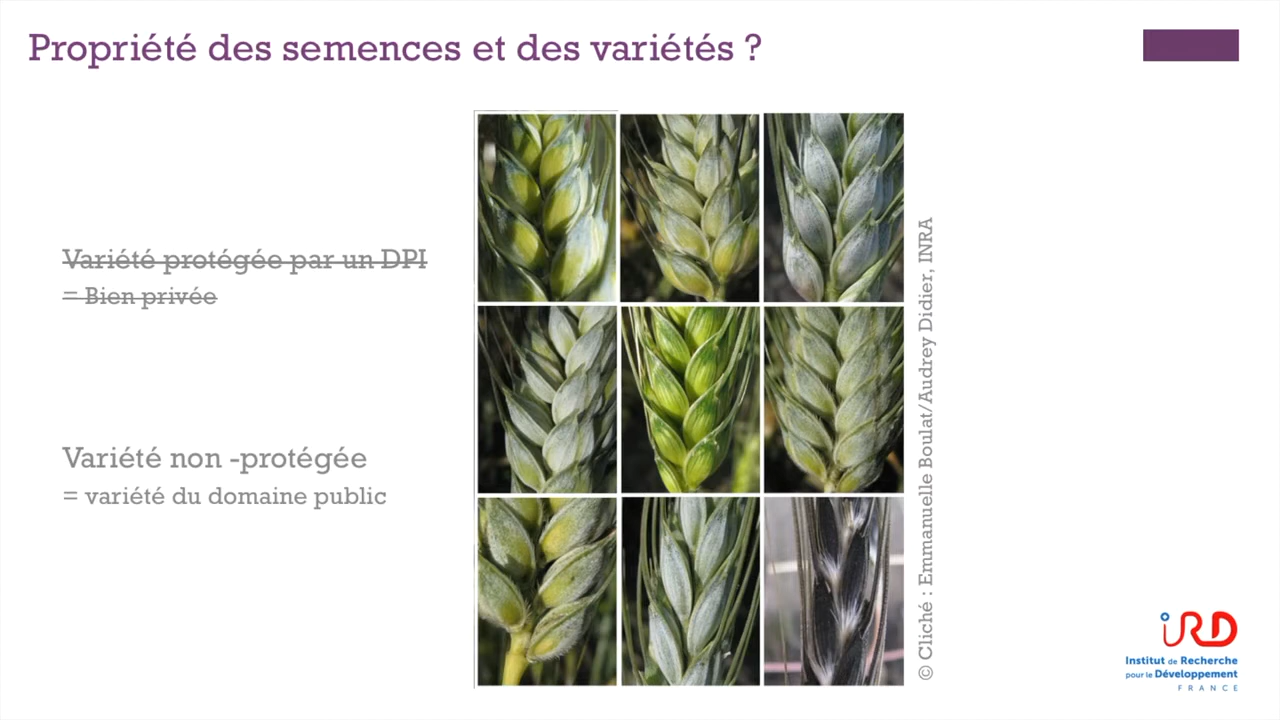 Propriété des semences et des variétés ?
Variété protégée par un DPI
= Bien privée
Variété non -protégée
= variété du domaine public
© Cliché : Emmanuelle Boulat/Audrey Didier, INRA
iRD
Institut de Recherche
pour le Développement
FRANCE